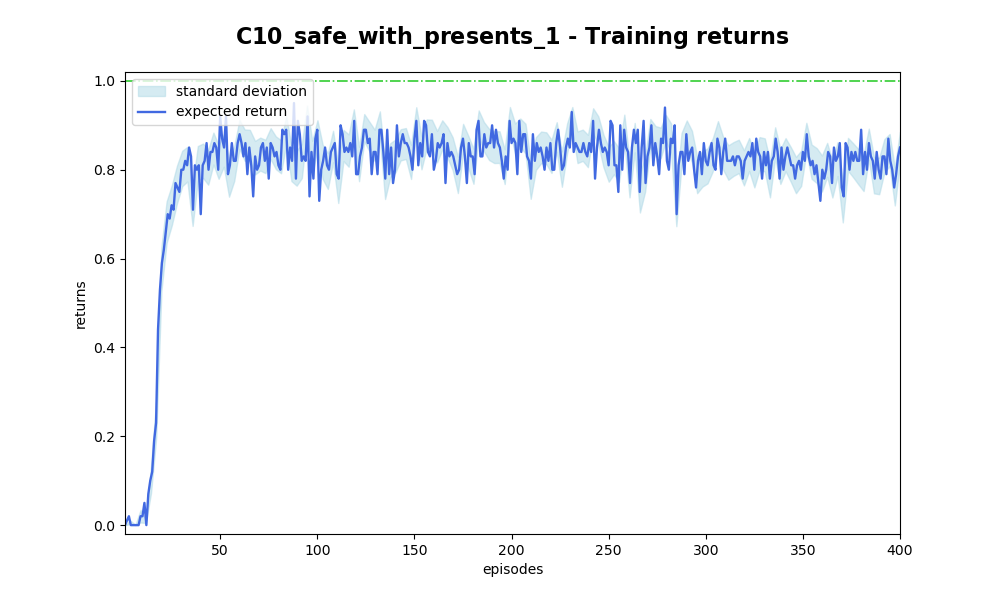 C10_safe_with_presents_1 - Training returns
standard deviation
expected return
1.0
0.8
0.6
0.4
0.2
0.0
returns
50 100 150 200 250 300 350 400
episodes